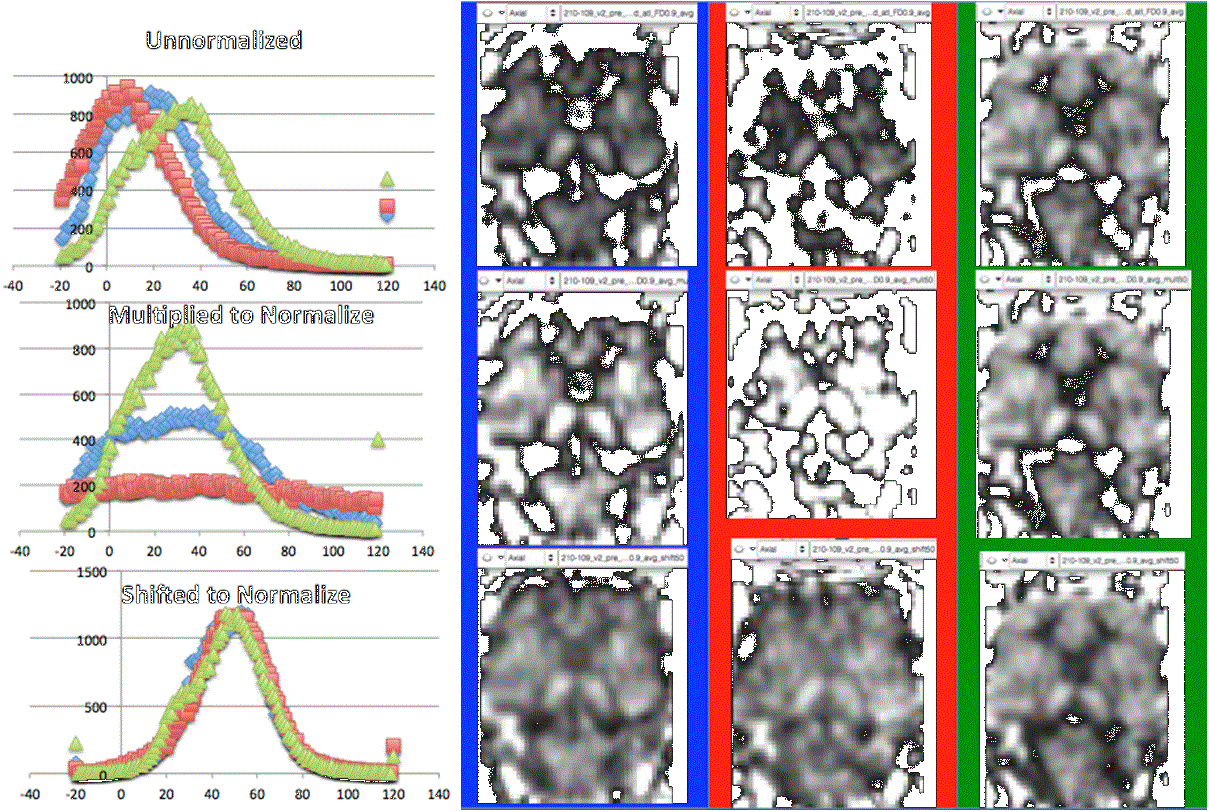 Unnormalized
1000
800
600
400
200
0
-40 -20 0 20 40 60 80 100 120 140
Multiplied to Normalize
1000
800
600
500
400
200
0
-40 -20 0 20 40 60 80 100 120 140
Shifted to Normalize
1500
1000
500
0
-40 -20 0 20 40 60 80 100 120 140
Axial 210-109_v2_pre_...d_atl_FD0.9_avg
Axial 210-109_v2_pre_...d_atl_FD0.9_avg
Axial 210-109_v2_pre_...d_atl_FD0.9_avg
Axial 210-109_v2_pre_...D0.9_avg_mu
Axial 210-109_v2_pre_...D0.9_avg_mult50
Axial 210-109_v2_pre_...D0.9_avg_mult50
Axial 210-109_v2_pre_...0.9_avg_shift50
Axial 210-109_v2_pre_...0.9_avg_shift50
Axial 210-109_v2_pre_...0.9_avg_shift50